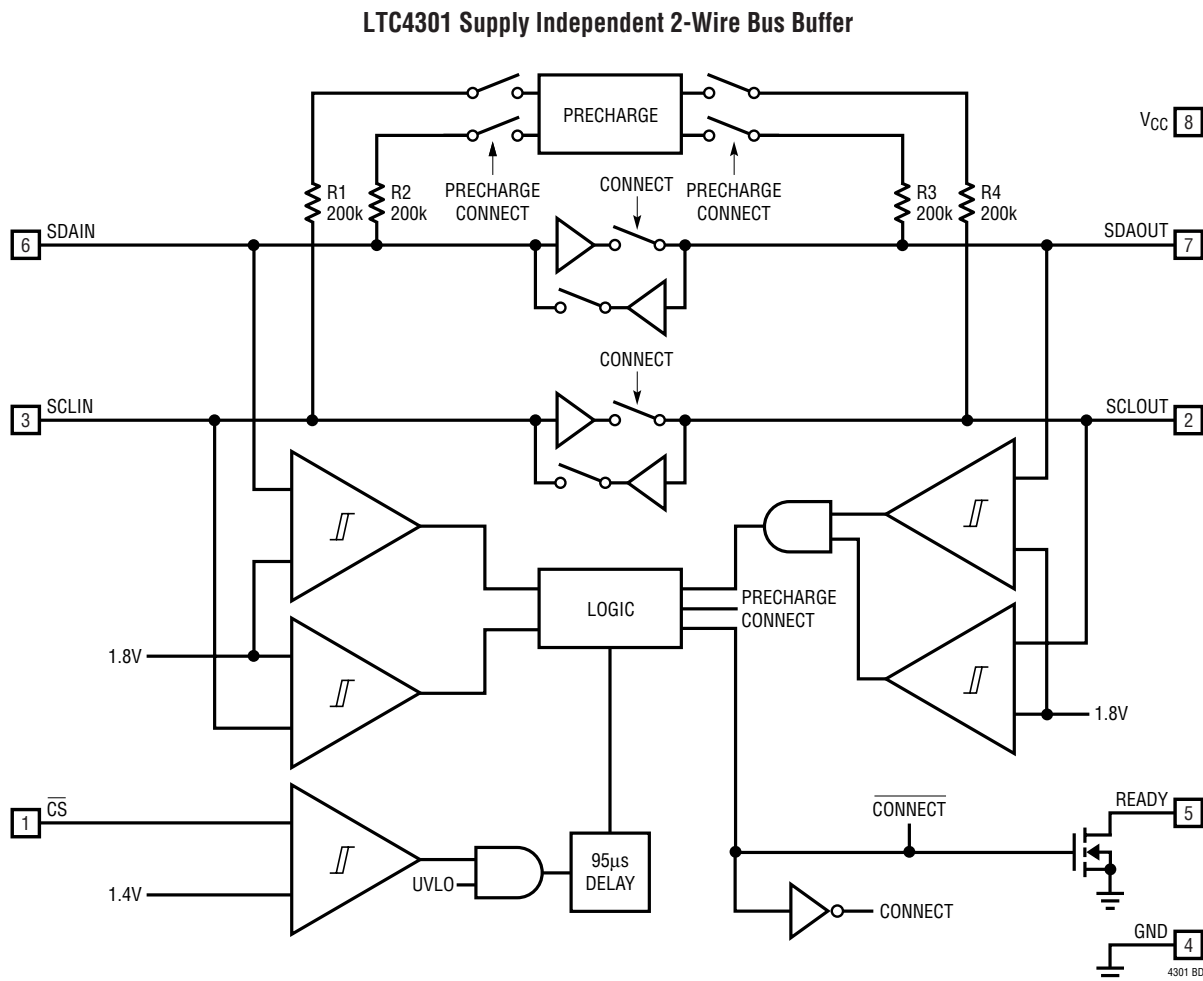 LTC4301 Supply Independent 2-Wire Bus Buffer
PRECHARGE
VCC 8
R1
200k
R2
200k
PRECHARGE
CONNECT
CONNECT
PRECHARGE
CONNECT
R3
200k
R4
200k
6 SDAIN
SDAOUT 7
CONNECT
3 SCLIN
SCLOUT 2
LOGIC
PRECHARGE
CONNECT
1.8V
1.8V
1 CS
CONNECT
READY 5
95µs
DELAY
UVLO
1.4V
CONNECT
GND 4
4301 BD